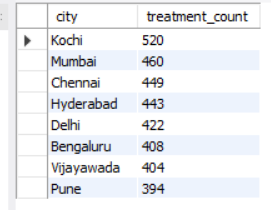 city treatment_count
Kochi 520
Mumbai 460
Chennai 449
Hyderabad 443
Delhi 422
Bengaluru 408
Vijayawada 404
Pune 394